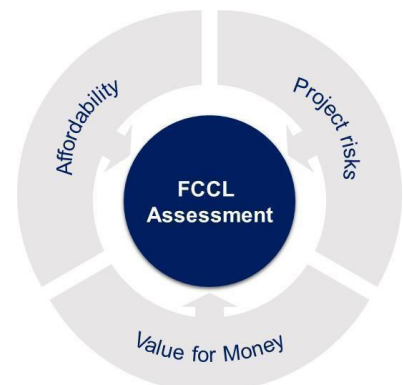 Affordability
Project risks
FCCL
Assessment
Value for Money